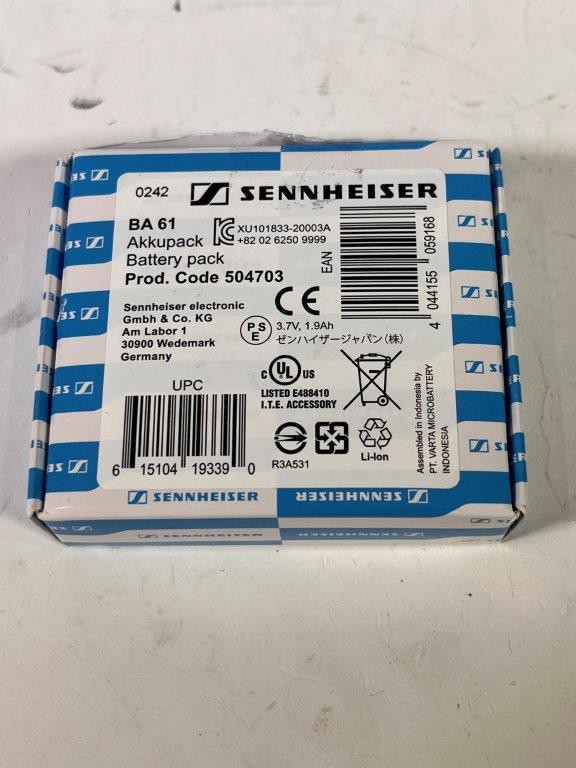 0242 SENNHEISER
BA 61
Akkupack
Battery pack
Prod. Code 504703
XU101833-20003A
+82 02 6250 9999
EAN
4 044155 059168
Sennheiser electronic
Gmbh & Co. KG
Am Labor 1
30900 Wedemark
Germany
CE
PSE
3.7V, 1.9Ah
ゼンハイザージャパン(株)
UPC
6 15104 19339 0
C UL US
LISTED E488410
I.T.E. ACCESSORY
R3A531
Li-Ion
Assembled in Indonesia by
PT. VARTA MICROBATTERY
INDONESIA
SENNHEISER
SENNHEISER
SENNHEISER
SENNHEISER